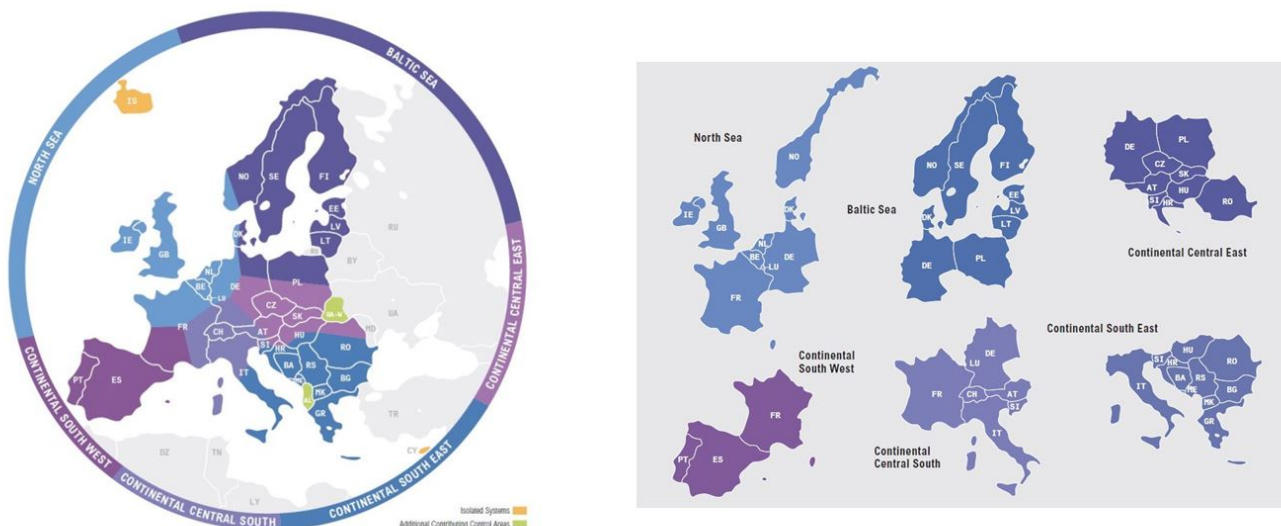 BALTIC SEA
NORTH SEA
CONTINENTAL CENTRAL EAST
CONTINENTAL SOUTH WEST
CONTINENTAL CENTRAL SOUTH
CONTINENTAL SOUTH EAST
IS
NO
SE
FI
EE
LV
LT
RU
DK
BY
IE
GB
NL
BE
LU
DE
PL
CZ
SK
UA
UA-W
MD
FR
CH
AT
HU
SI
HR
RO
IT
BA
RS
BG
MK
AL
GR
PT
ES
TR
CY
DZ
TN
LY
Isolated Systems
Additional Contributing Control Areas
North Sea
NO
DK
IE
GB
NL
BE
DE
LU
FR
Baltic Sea
NO
SE
FI
EE
LV
LT
DK
DE
PL
DE
PL
CZ
SK
AT
HU
SI
HR
RO
Continental Central East
Continental
South West
FR
PT
ES
DE
LU
FR
CH
AT
SI
IT
Continental
Central South
Continental South East
HU
SI
HR
RO
IT
BA
RS
ME
BG
MK
GR